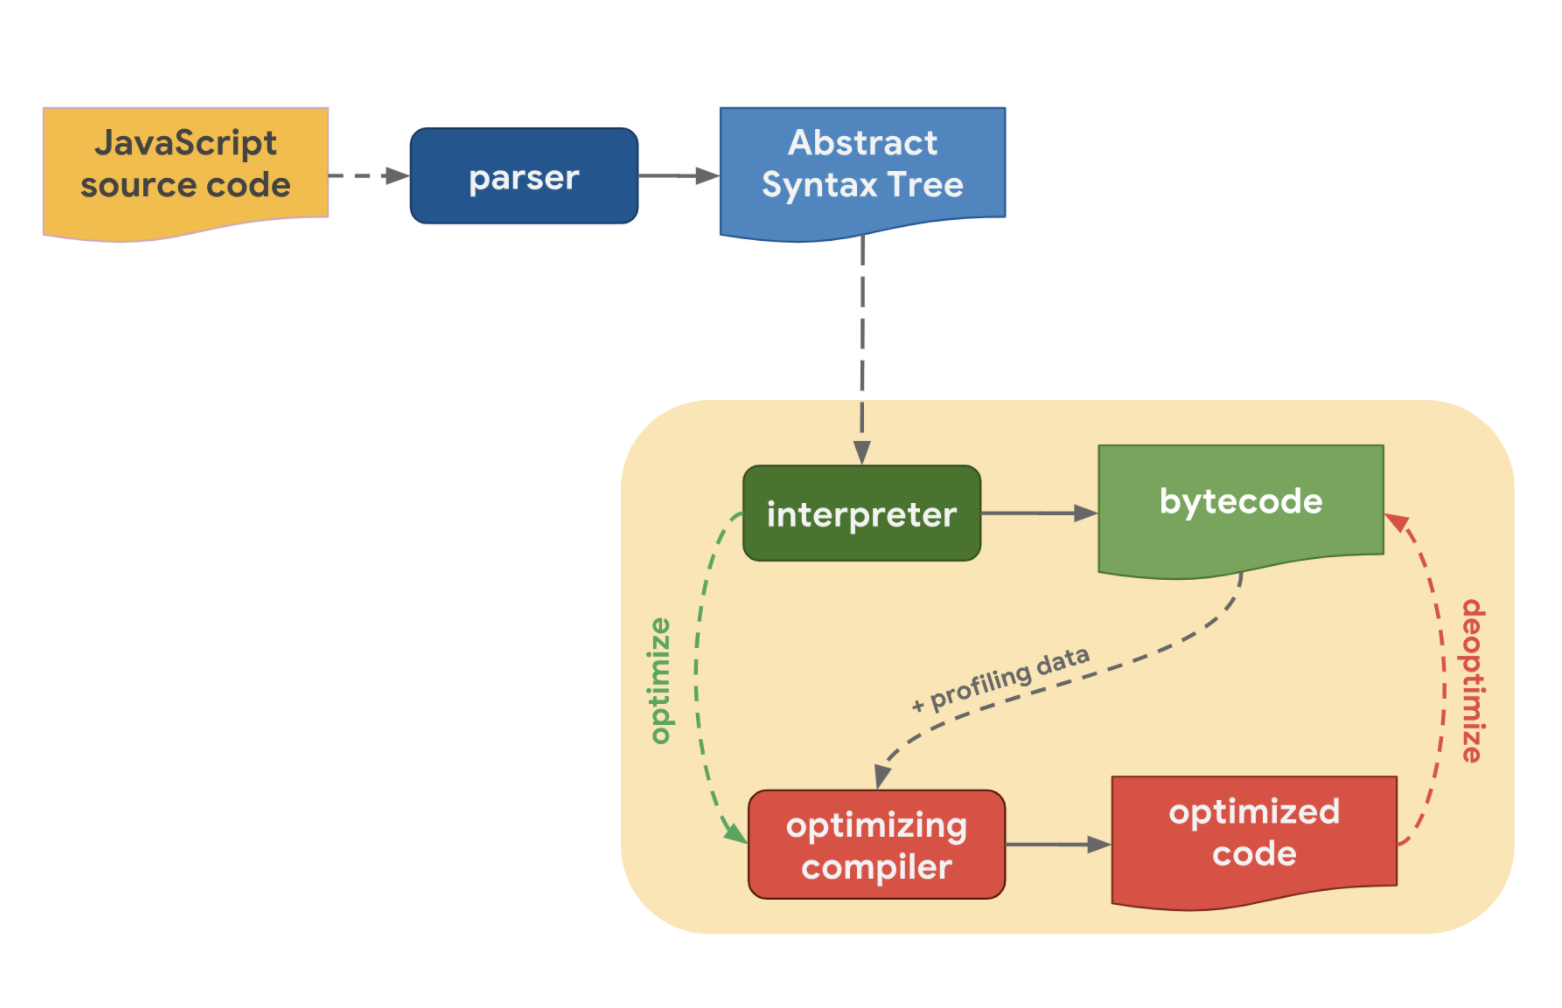 JavaScript
source code
parser
Abstract
Syntax Tree
interpreter
bytecode
optimize
+ profiling data
deoptimize
optimizing
compiler
optimized
code